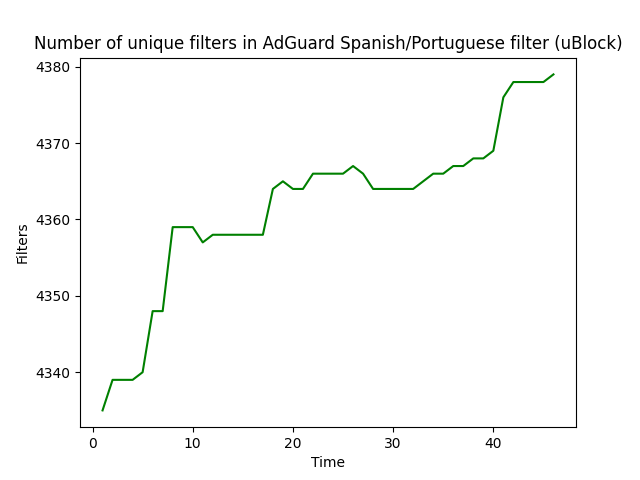 Number of unique filters in AdGuard Spanish/Portuguese filter (uBlock)
4380
4370
4360
4350
4340
Filters
0 10 20 30 40
Time